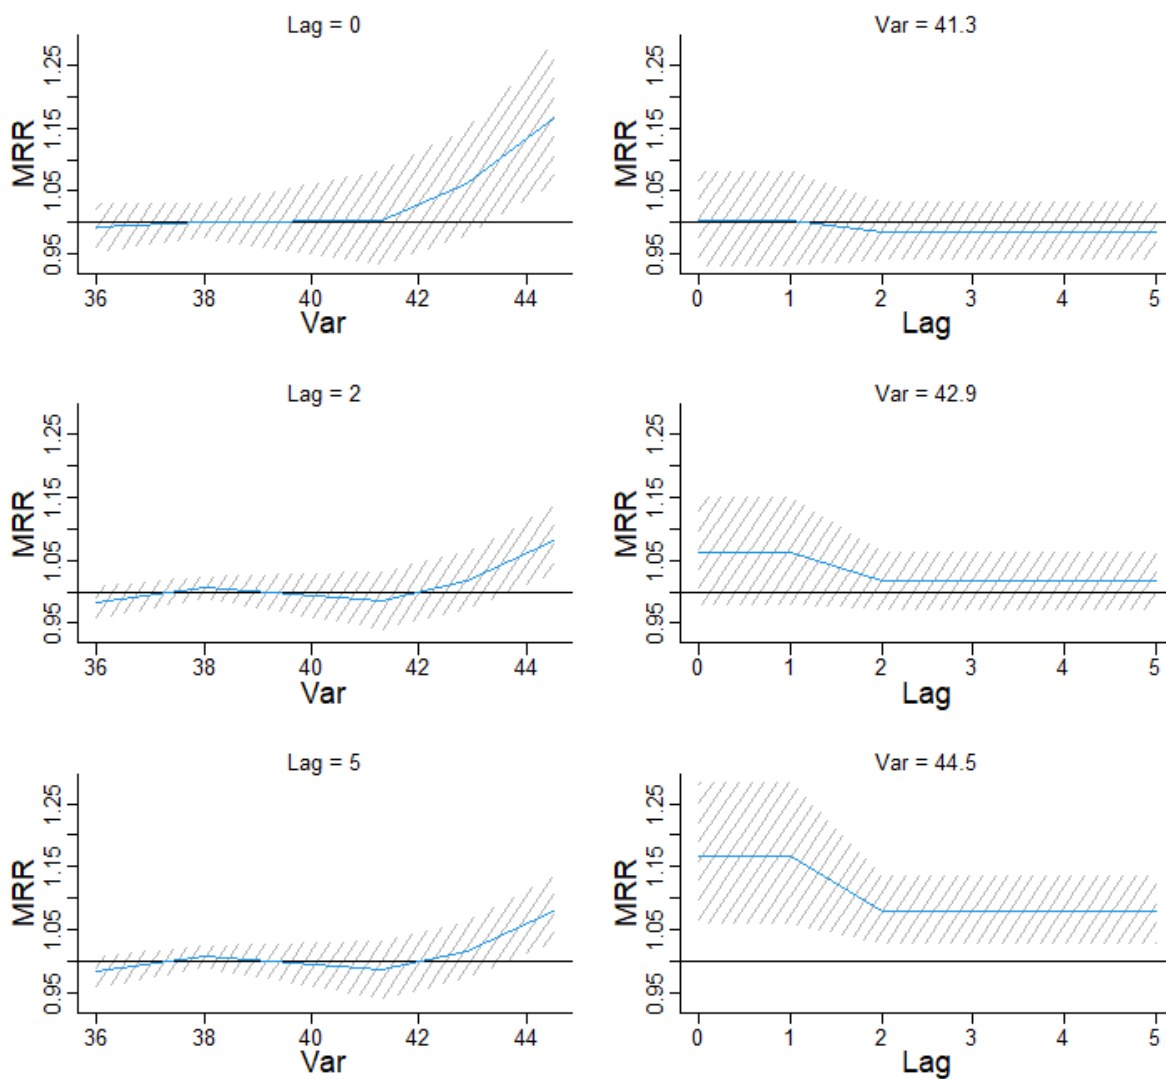 Lag = 0
MRR
0.95 1.05 1.15 1.25
36 38 40 42 44
Var
Var = 41.3
MRR
0.95 1.05 1.15 1.25
0 1 2 3 4 5
Lag
Lag = 2
MRR
0.95 1.05 1.15 1.25
36 38 40 42 44
Var
Var = 42.9
MRR
0.95 1.05 1.15 1.25
0 1 2 3 4 5
Lag
Lag = 5
MRR
0.95 1.05 1.15 1.25
36 38 40 42 44
Var
Var = 44.5
MRR
0.95 1.05 1.15 1.25
0 1 2 3 4 5
Lag